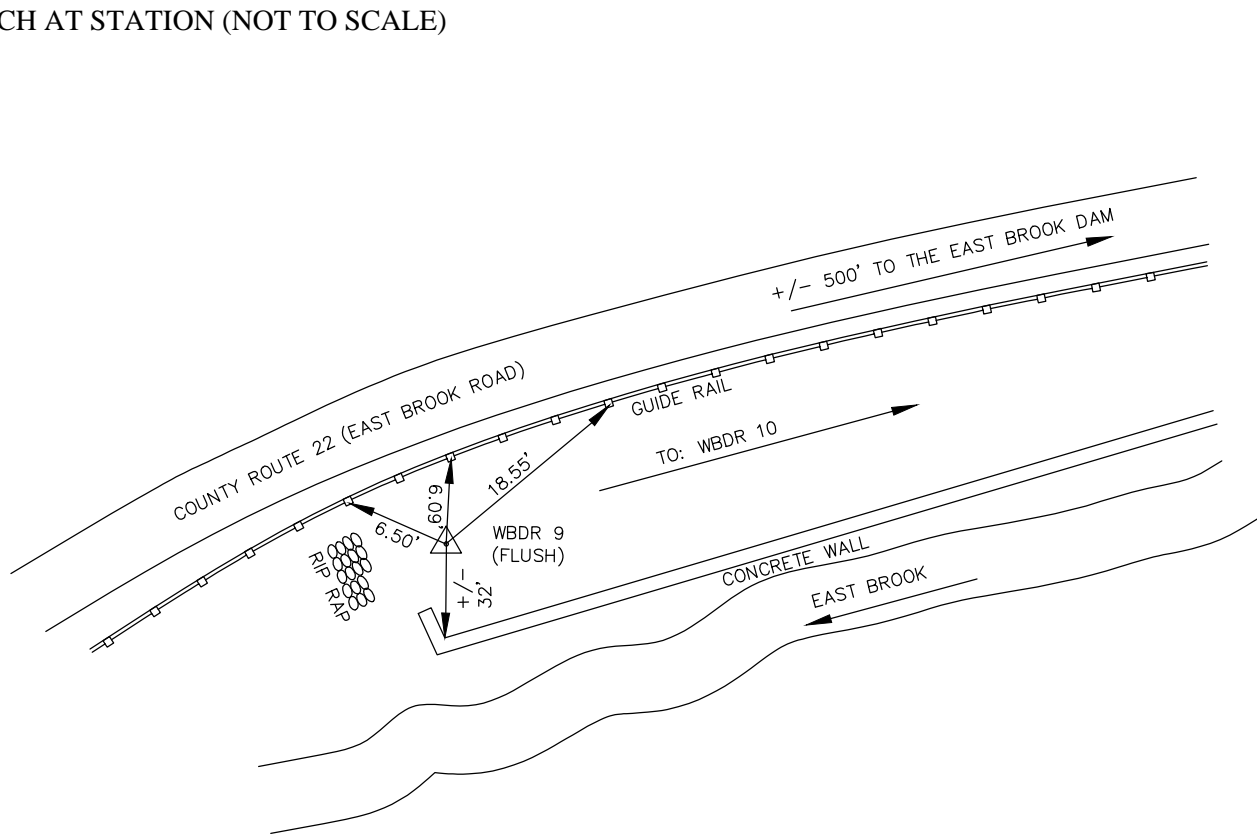 CH AT STATION (NOT TO SCALE)
+/- 500' TO THE EAST BROOK DAM
COUNTY ROUTE 22 (EAST BROOK ROAD)
GUIDE RAIL
TO: WBDR 10
18.55'
6.09'
6.50'
WBDR 9
(FLUSH)
RIP RAP
+/-
32'
CONCRETE WALL
EAST BROOK